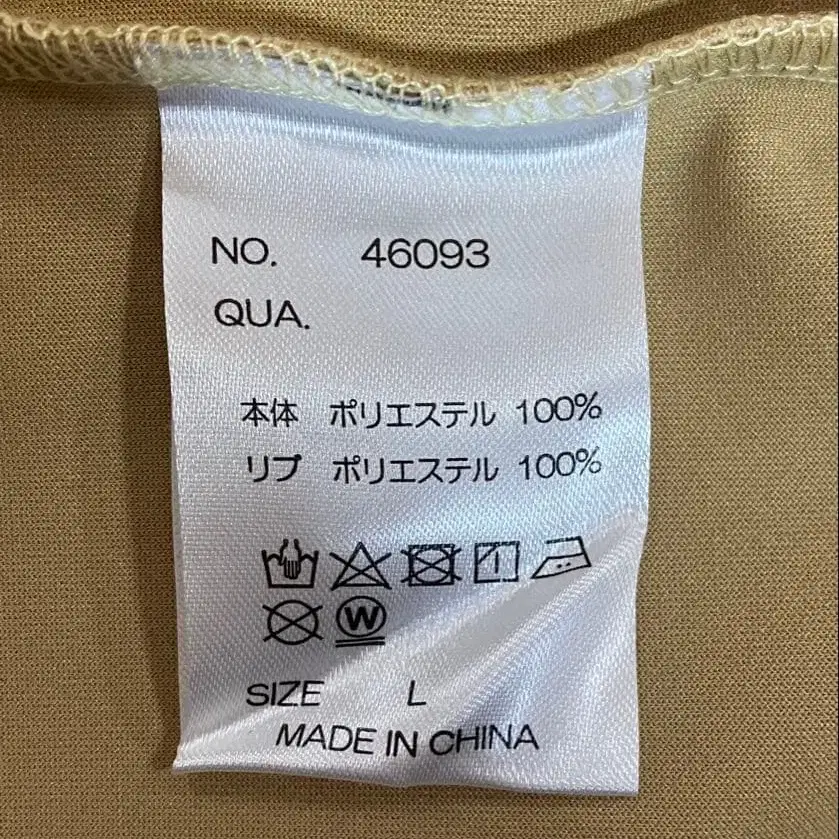 NO. 46093
QUA.
本体 ポリエステル 100%
リブ ポリエステル 100%
W
SIZE L
MADE IN CHINA